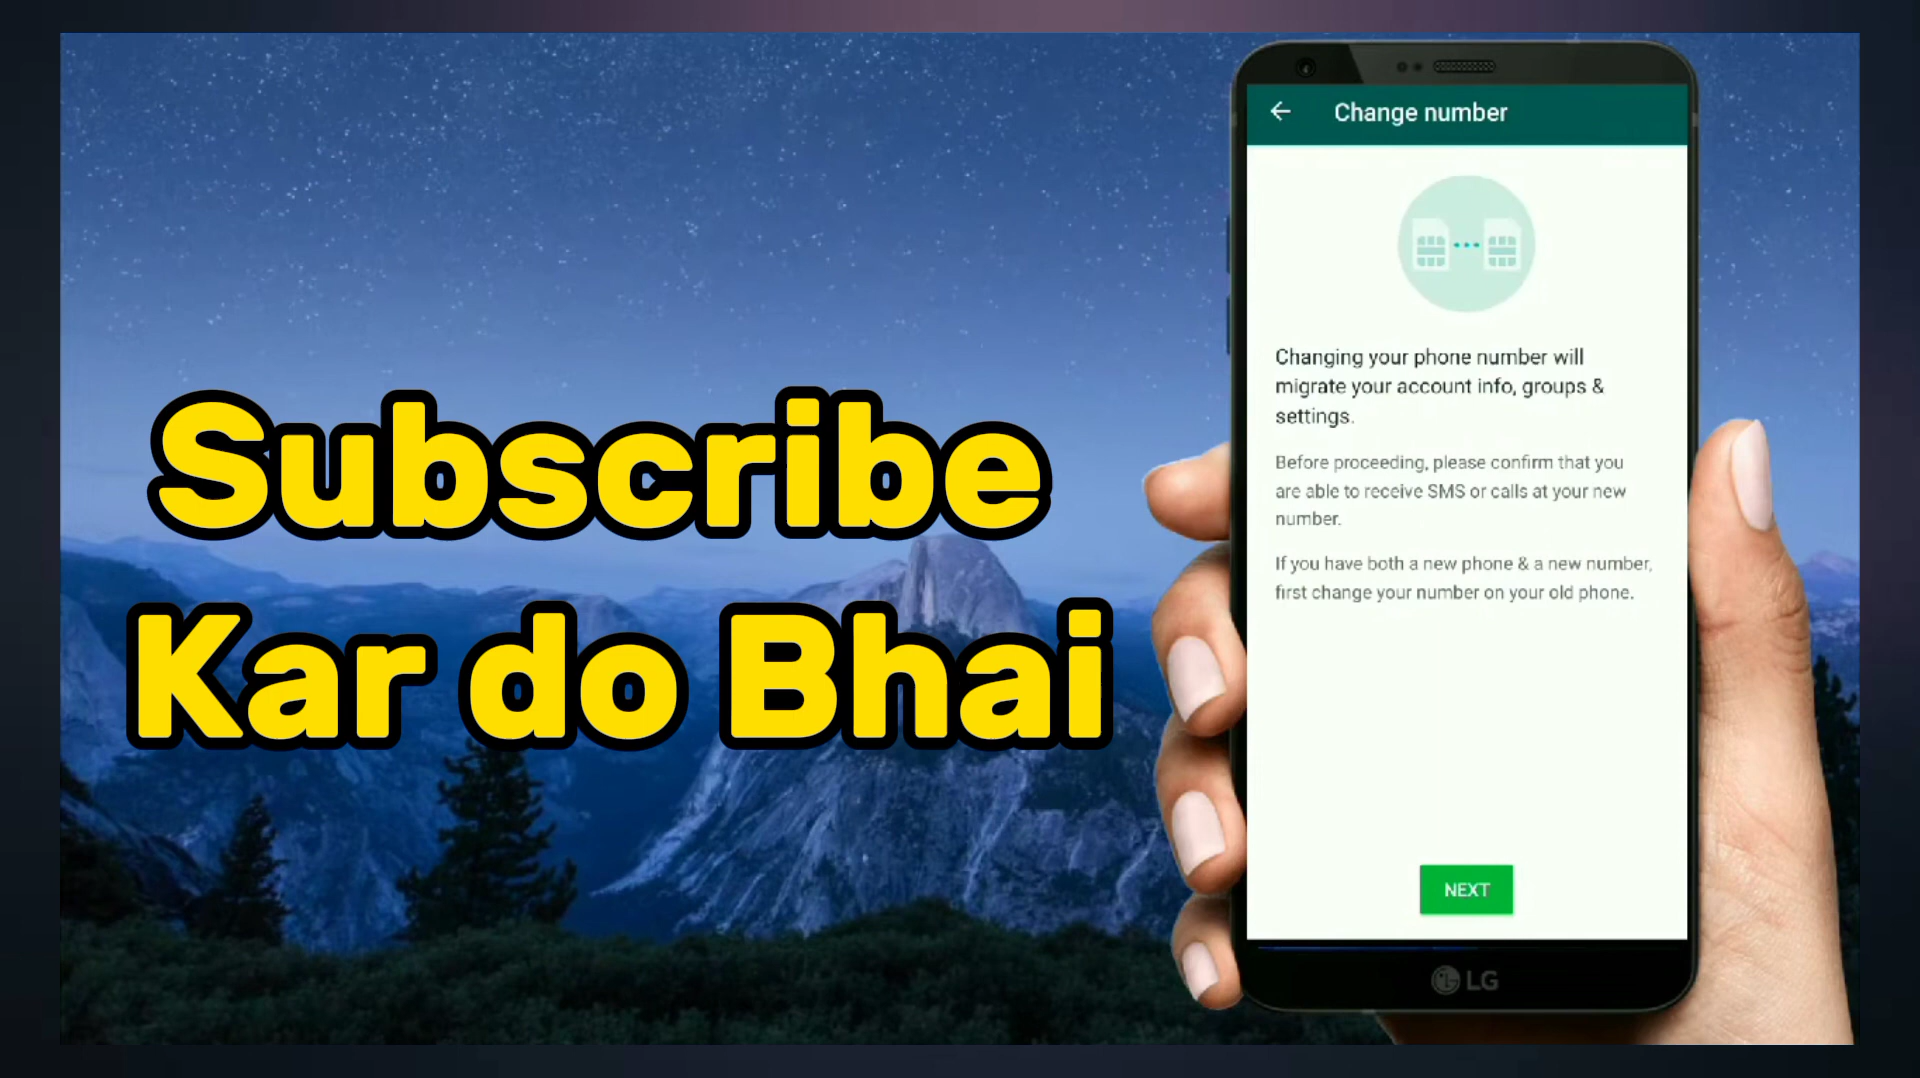 Subscribe
Kar do Bhai
Change number
Changing your phone number will
migrate your account info, groups &
settings.
Before proceeding, please confirm that you
are able to receive SMS or calls at your new
number.
If you have both a new phone & a new number,
first change your number on your old phone.
NEXT
LG